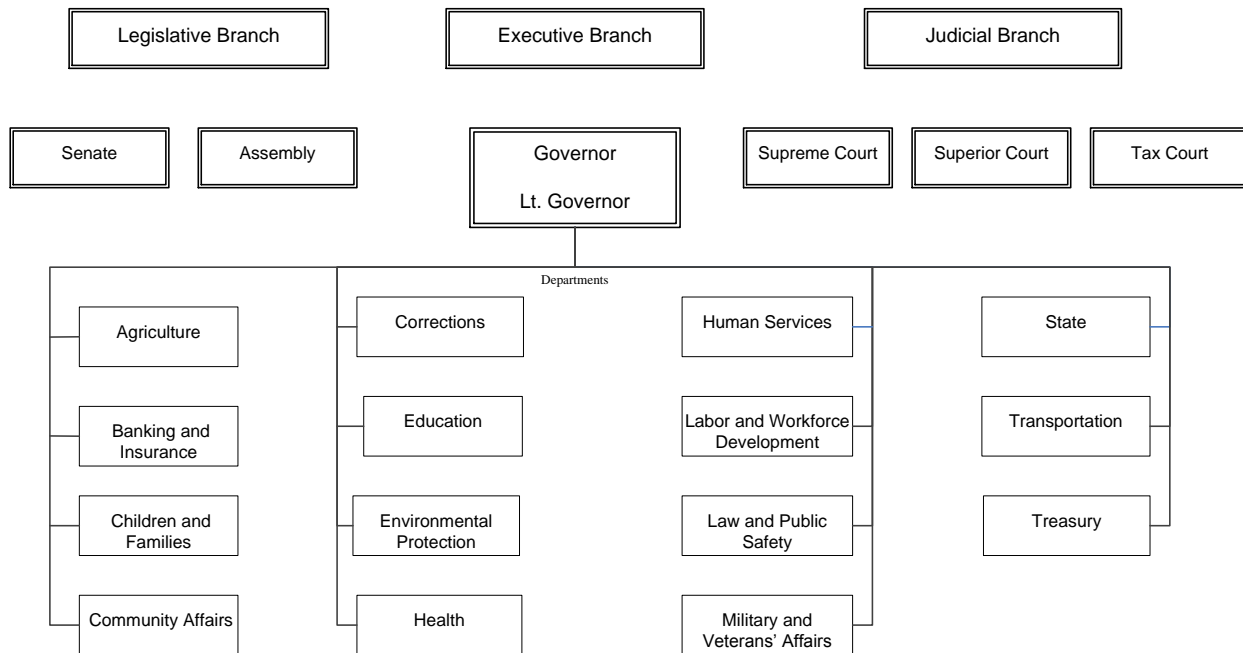 Legislative Branch
Executive Branch
Judicial Branch
Senate
Assembly
Governor
Lt. Governor
Supreme Court
Superior Court
Tax Court
Departments
Agriculture
Banking and
Insurance
Children and
Families
Community Affairs
Corrections
Education
Environmental
Protection
Health
Human Services
Labor and Workforce
Development
Law and Public
Safety
Military and
Veterans’ Affairs
State
Transportation
Treasury